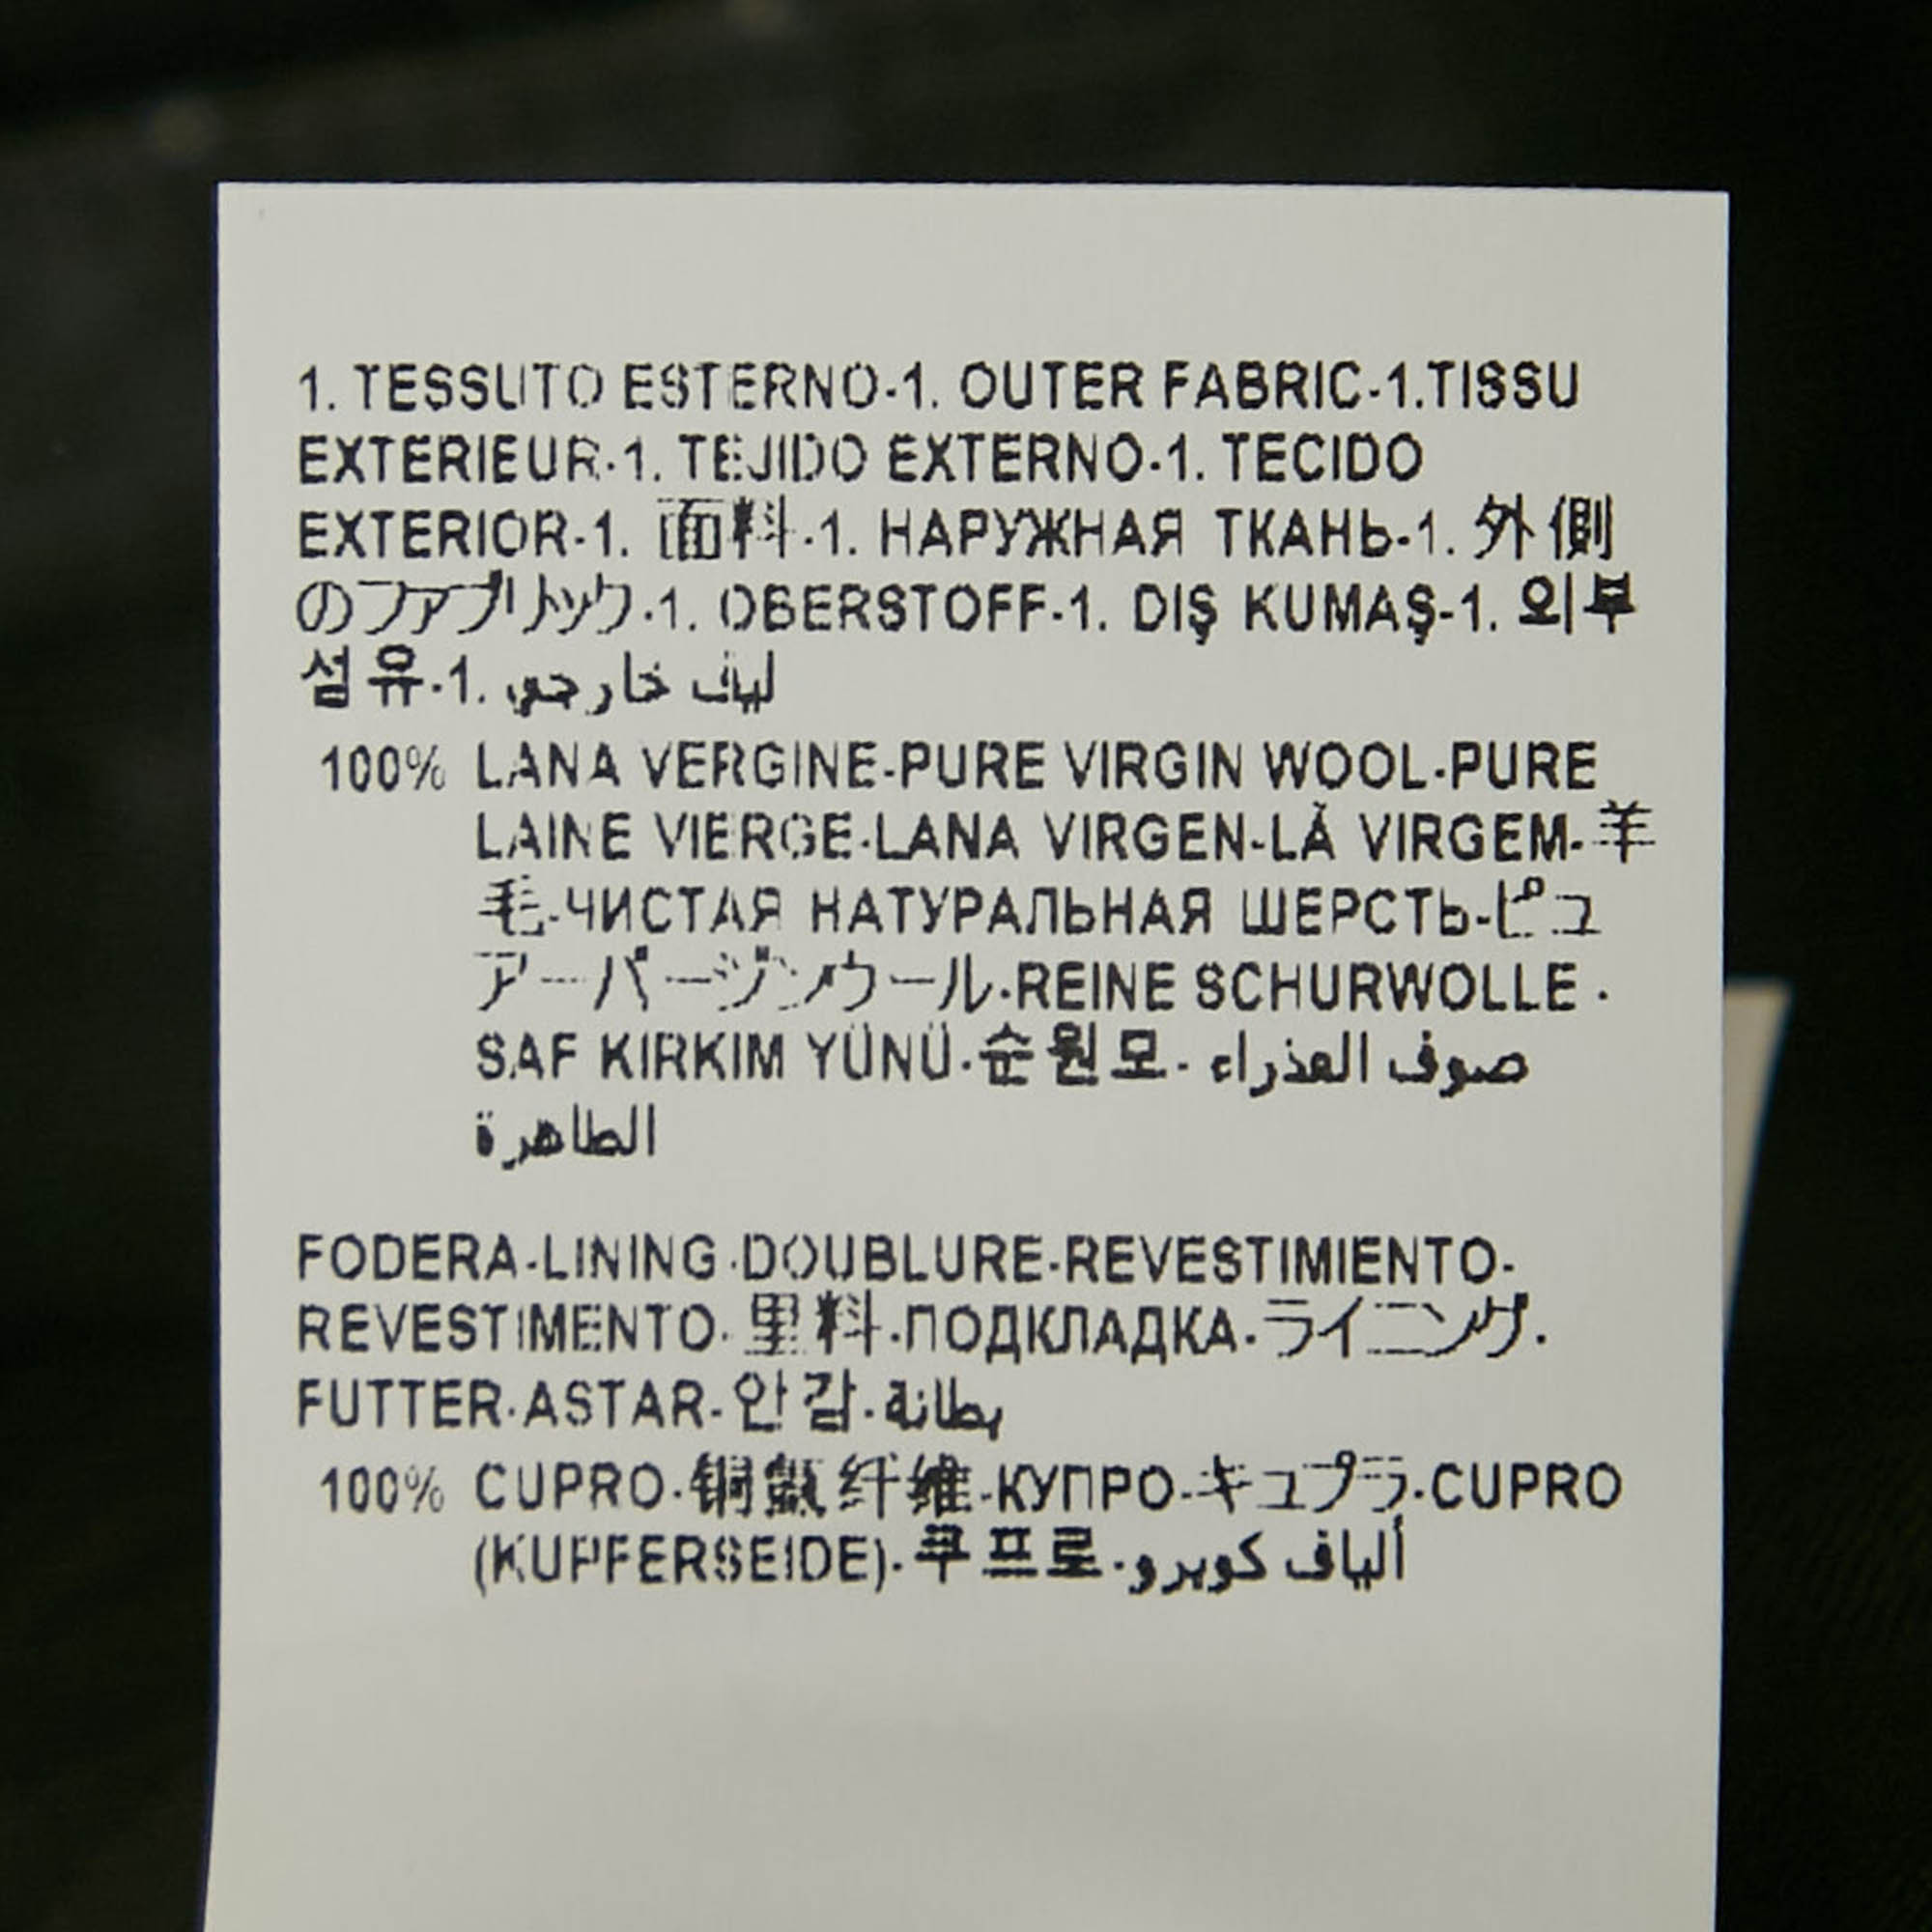 1. TESSUTO ESTERNO-1. OUTER FABRIC-1.TISSU
EXTERIEUR-1. TEJIDO EXTERNO-1. TECIDO
EXTERIOR-1. 面料-1. НАРУЖНАЯ ТКАНЬ-1. 外側
のファブリック-1. OBERSTOFF-1. DIŞ KUMAŞ-1. 외부
섬유-1. لياف خارجي
100% LANA VERGINE-PURE VIRGIN WOOL-PURE
LAINE VIERGE-LANA VIRGEN-LÃ VIRGEM-羊
毛-ЧИСТАЯ НАТУРАЛЬНАЯ ШЕРСТЬ-ピュ
アーバージンウール-REINE SCHURWOLLE -
SAF KIRKIM YÜNÜ-순원모- صوف العذراء
الطاهرة
FODERA-LINING-DOUBLURE-REVESTIMIENTO-
REVESTIMENTO-里料-ПОДКЛАДКА-ライニング-
FUTTER-ASTAR-안감-بطانة
100% CUPRO-铜氨纤维-КУПРО-キュプラ-CUPRO
(KUPFERSEIDE)-쿠프로-ألياف كوبرو